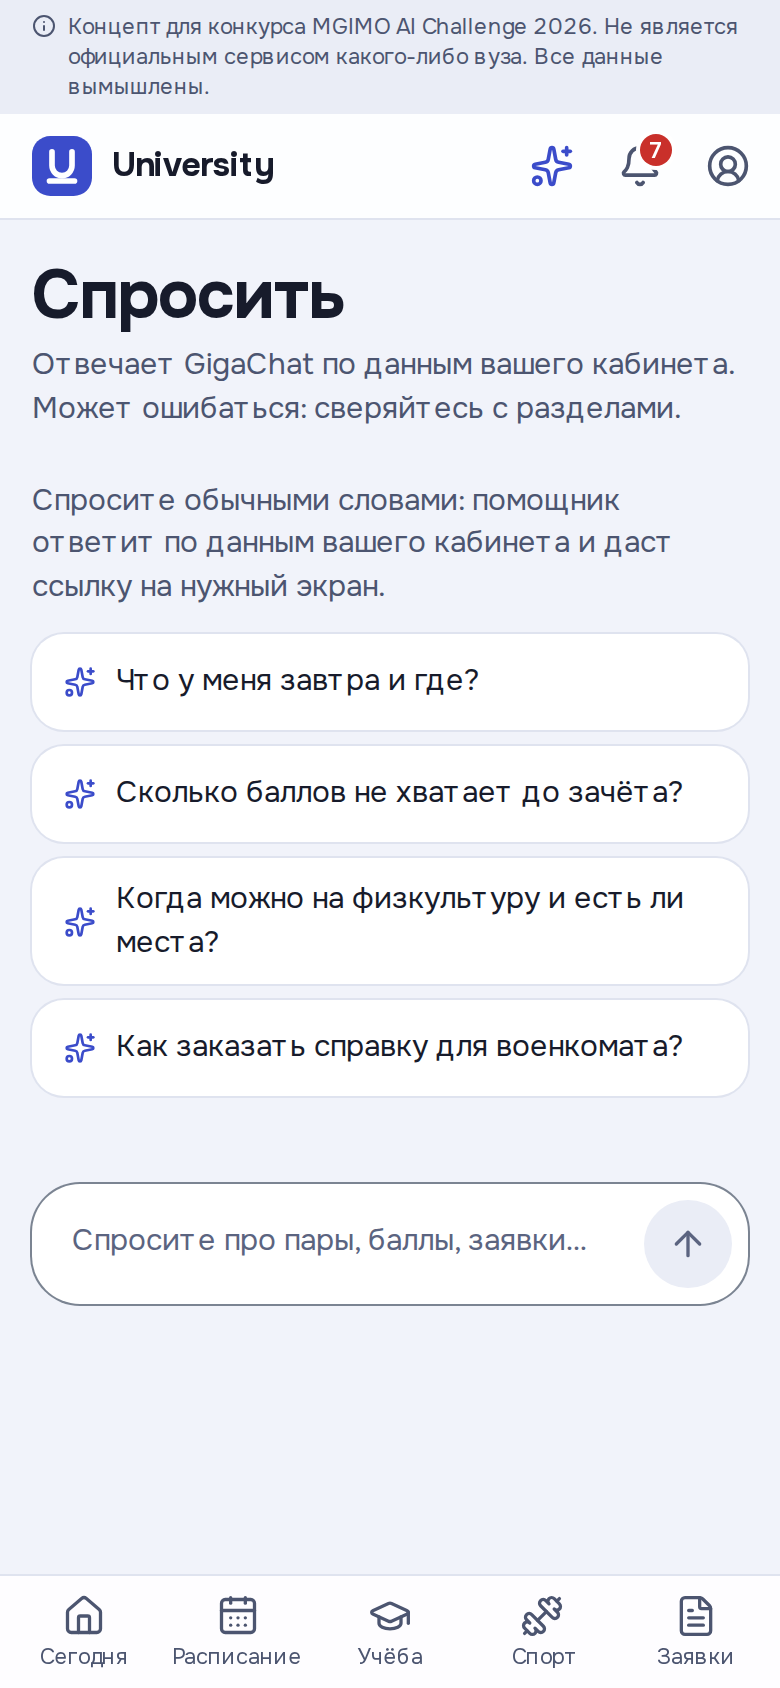 Концепт для конкурса MGIMO AI Challenge 2026. Не является
официальным сервисом какого-либо вуза. Все данные
вымышлены.
University
7
Спросить
Отвечает GigaChat по данным вашего кабинета.
Может ошибаться: сверяйтесь с разделами.
Спросите обычными словами: помощник
ответит по данным вашего кабинета и даст
ссылку на нужный экран.
Что у меня завтра и где?
Сколько баллов не хватает до зачёта?
Когда можно на физкультуру и есть ли
места?
Как заказать справку для военкомата?
Спросите про пары, баллы, заявки...
Сегодня Расписание Учёба Спорт Заявки